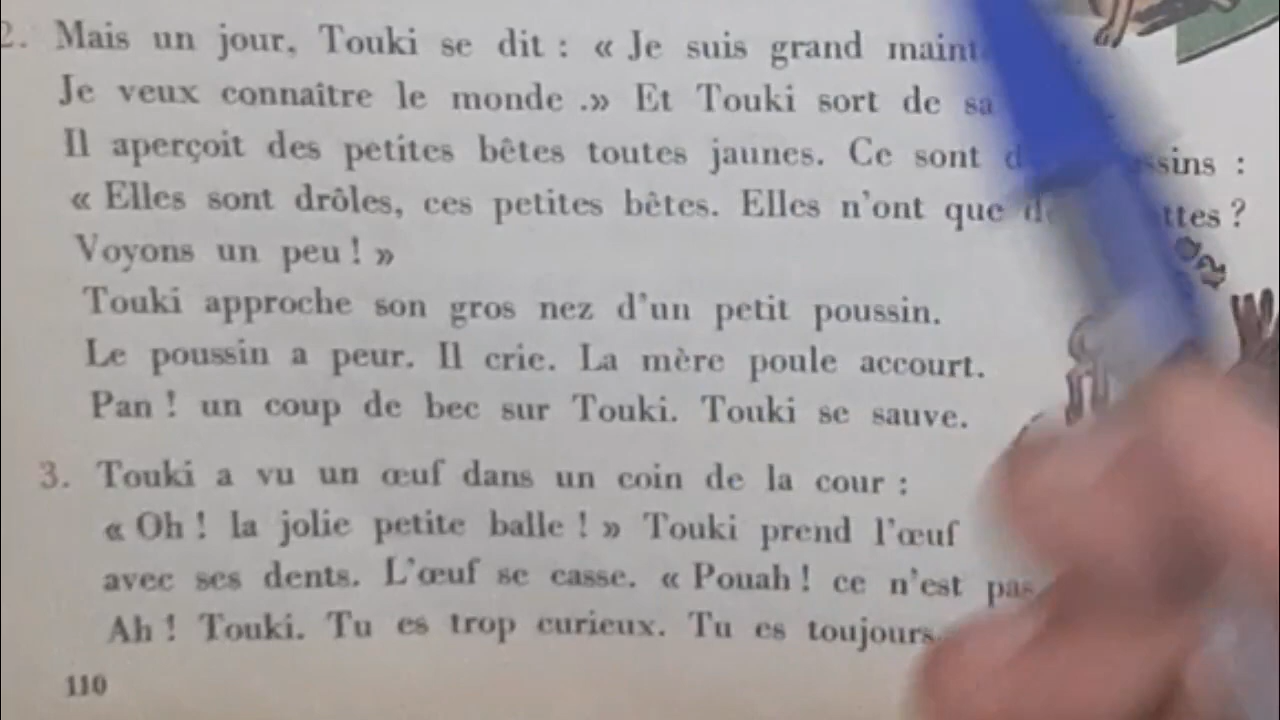 2. Mais un jour, Touki se dit : « Je suis grand
Je veux connaître le monde .» Et Touki sort de sa
Il aperçoit des petites bêtes toutes jaunes. Ce sont :
« Elles sont drôles, ces petites bêtes. Elles n'ont que ?
Voyons un peu ! »
Touki approche son gros nez d'un petit poussin.
Le poussin a peur. Il crie. La mère poule accourt.
Pan ! un coup de bec sur Touki. Touki se sauve.
3. Touki a vu un œuf dans un coin de la cour :
« Oh ! la jolie petite balle ! » Touki prend l'œuf
avec ses dents. L'œuf se casse. « Pouah ! ce n'est pas
Ah ! Touki. Tu es trop curieux. Tu es toujours
110